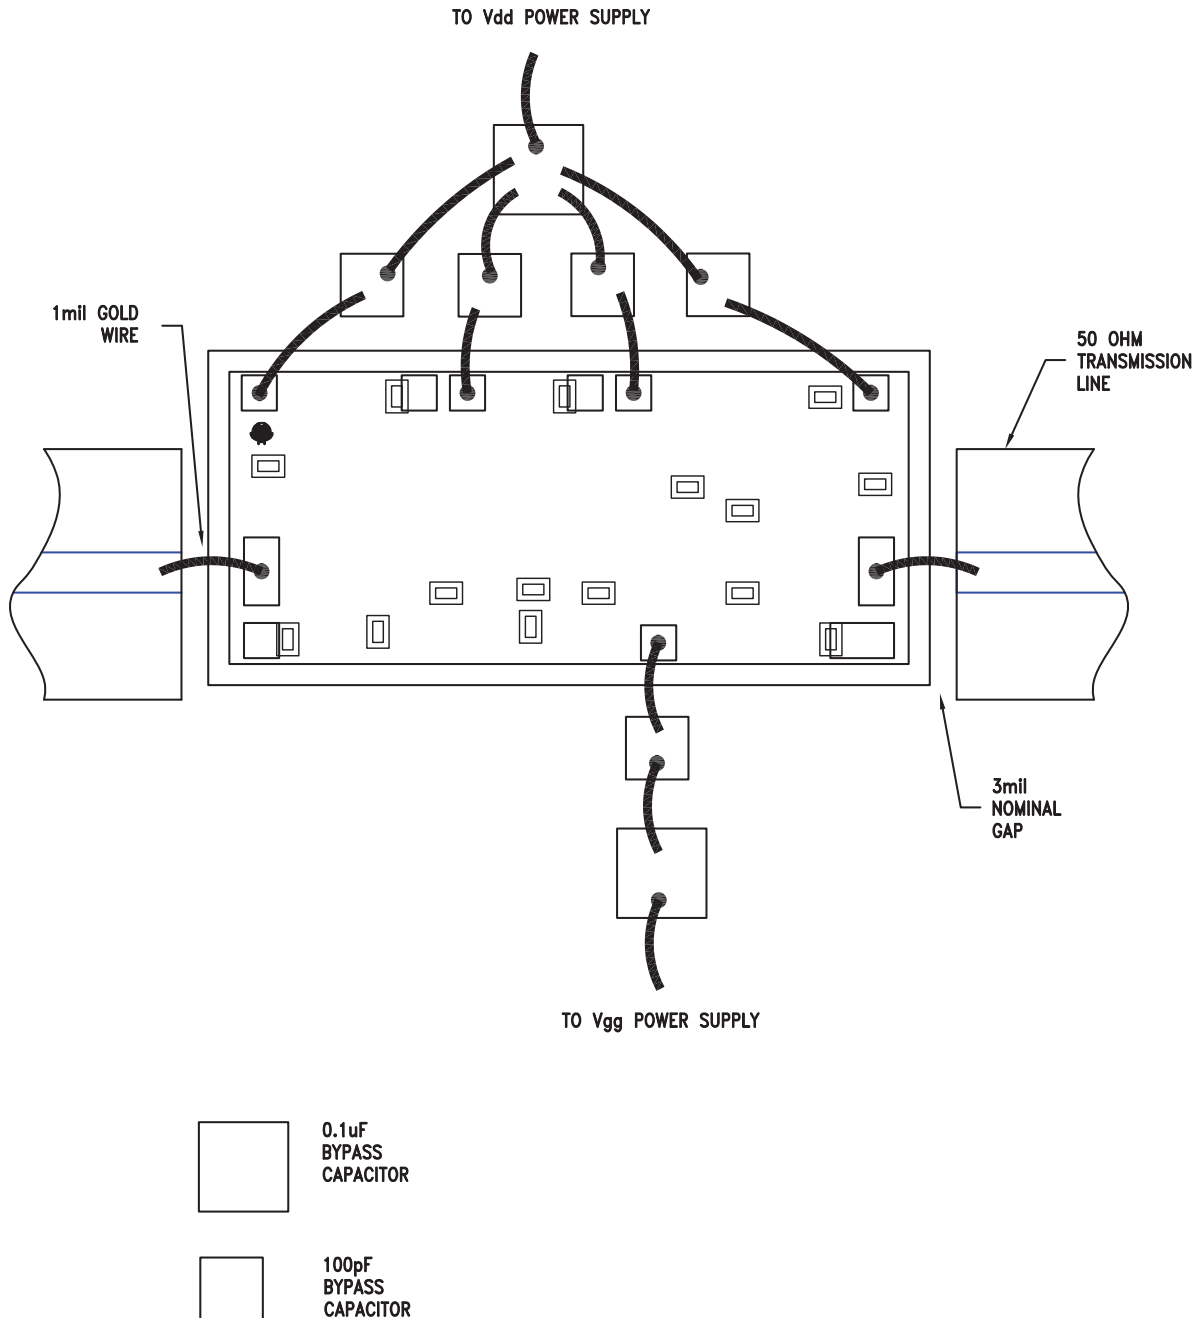 TO Vdd POWER SUPPLY
1mil GOLD
WIRE
50 OHM
TRANSMISSION
LINE
3mil
NOMINAL
GAP
TO Vgg POWER SUPPLY
0.1uF
BYPASS
CAPACITOR
100pF
BYPASS
CAPACITOR